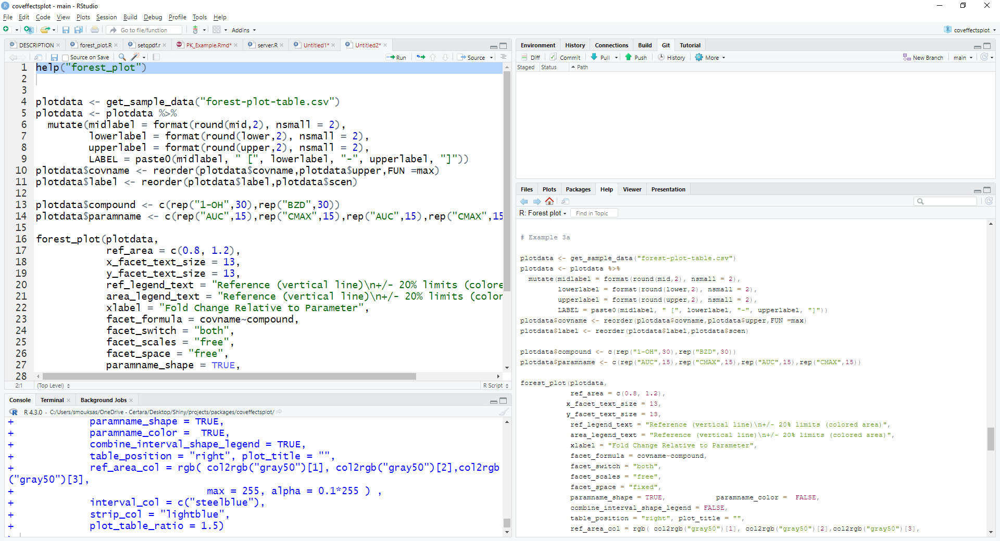 coveffectsplot - main - RStudio
File Edit Code View Plots Session Build Debug Profile Tools Help
Go to file/function Addins coveffectsplot
DESCRIPTION forest_plot.R setqpdf.r PK_Example.Rmd* server.R Untitled1* Untitled2*
Source on Save Run Source
1 help("forest_plot")
2
3
4 plotdata <- get_sample_data("forest-plot-table.csv")
5 plotdata <- plotdata %>%
6 mutate(midlabel = format(round(mid,2), nsmall = 2),
7 lowerlabel = format(round(lower,2), nsmall = 2),
8 upperlabel = format(round(upper,2), nsmall = 2),
9 LABEL = paste0(midlabel, " [", lowerlabel, "-", upperlabel, "]"))
10 plotdata$covname <- reorder(plotdata$covname,plotdata$upper,FUN =max)
11 plotdata$label <- reorder(plotdata$label,plotdata$scen)
12
13 plotdata$compound <- c(rep("1-OH",30),rep("BZD",30))
14 plotdata$paramname <- c(rep("AUC",15),rep("CMAX",15),rep("AUC",15),rep("CMAX",15
15
16 forest_plot(plotdata,
17 ref_area = c(0.8, 1.2),
18 x_facet_text_size = 13,
19 y_facet_text_size = 13,
20 ref_legend_text = "Reference (vertical line)\n+/- 20% limits (colore
21 area_legend_text = "Reference (vertical line)\n+/- 20% limits (color
22 xlabel = "Fold Change Relative to Parameter",
23 facet_formula = covname~compound,
24 facet_switch = "both",
25 facet_scales = "free",
26 facet_space = "free",
27 paramname_shape = TRUE,
28
2:1 (Top Level) R Script
Console Terminal Background Jobs
R 4.3.0 · C:/Users/smouksas/OneDrive - Certara/Desktop/Shiny/projects/packages/coveffectsplot/
+ paramname_shape = TRUE,
+ paramname_color =  TRUE,
+ combine_interval_shape_legend = TRUE,
+ table_position = "right", plot_title = "",
+ ref_area_col = rgb( col2rgb("gray50")[1], col2rgb("gray50")[2],col2rgb
("gray50")[3],
+ max = 255, alpha = 0.1*255 ) ,
+ interval_col = c("steelblue"),
+ strip_col = "lightblue",
+ plot_table_ratio = 1.5)
Environment History Connections Build Git Tutorial
Diff Commit Pull Push History More New Branch main
Staged Status Path
Files Plots Packages Help Viewer Presentation
R: Forest plot Find in Topic
# Example 3a
plotdata <- get_sample_data("forest-plot-table.csv")
plotdata <- plotdata %>%
mutate(midlabel = format(round(mid,2), nsmall = 2),
lowerlabel = format(round(lower,2), nsmall = 2),
upperlabel = format(round(upper,2), nsmall = 2),
LABEL = paste0(midlabel, " [", lowerlabel, "-", upperlabel, "]"))
plotdata$covname <- reorder(plotdata$covname,plotdata$upper,FUN =max)
plotdata$label <- reorder(plotdata$label,plotdata$scen)
plotdata$compound <- c(rep("1-OH",30),rep("BZD",30))
plotdata$paramname <- c(rep("AUC",15),rep("CMAX",15),rep("AUC",15),rep("CMAX",15))
forest_plot(plotdata,
ref_area = c(0.8, 1.2),
x_facet_text_size = 13,
y_facet_text_size = 13,
ref_legend_text = "Reference (vertical line)\n+/- 20% limits (colored area)",
area_legend_text = "Reference (vertical line)\n+/- 20% limits (colored area)",
xlabel = "Fold Change Relative to Parameter",
facet_formula = covname~compound,
facet_switch = "both",
facet_scales = "free",
facet_space = "fixed",
paramname_shape = TRUE, paramname_color =  FALSE,
combine_interval_shape_legend = FALSE,
table_position = "right", plot_title = "",
ref_area_col = rgb( col2rgb("gray50")[1], col2rgb("gray50")[2],col2rgb("gray50")[3],